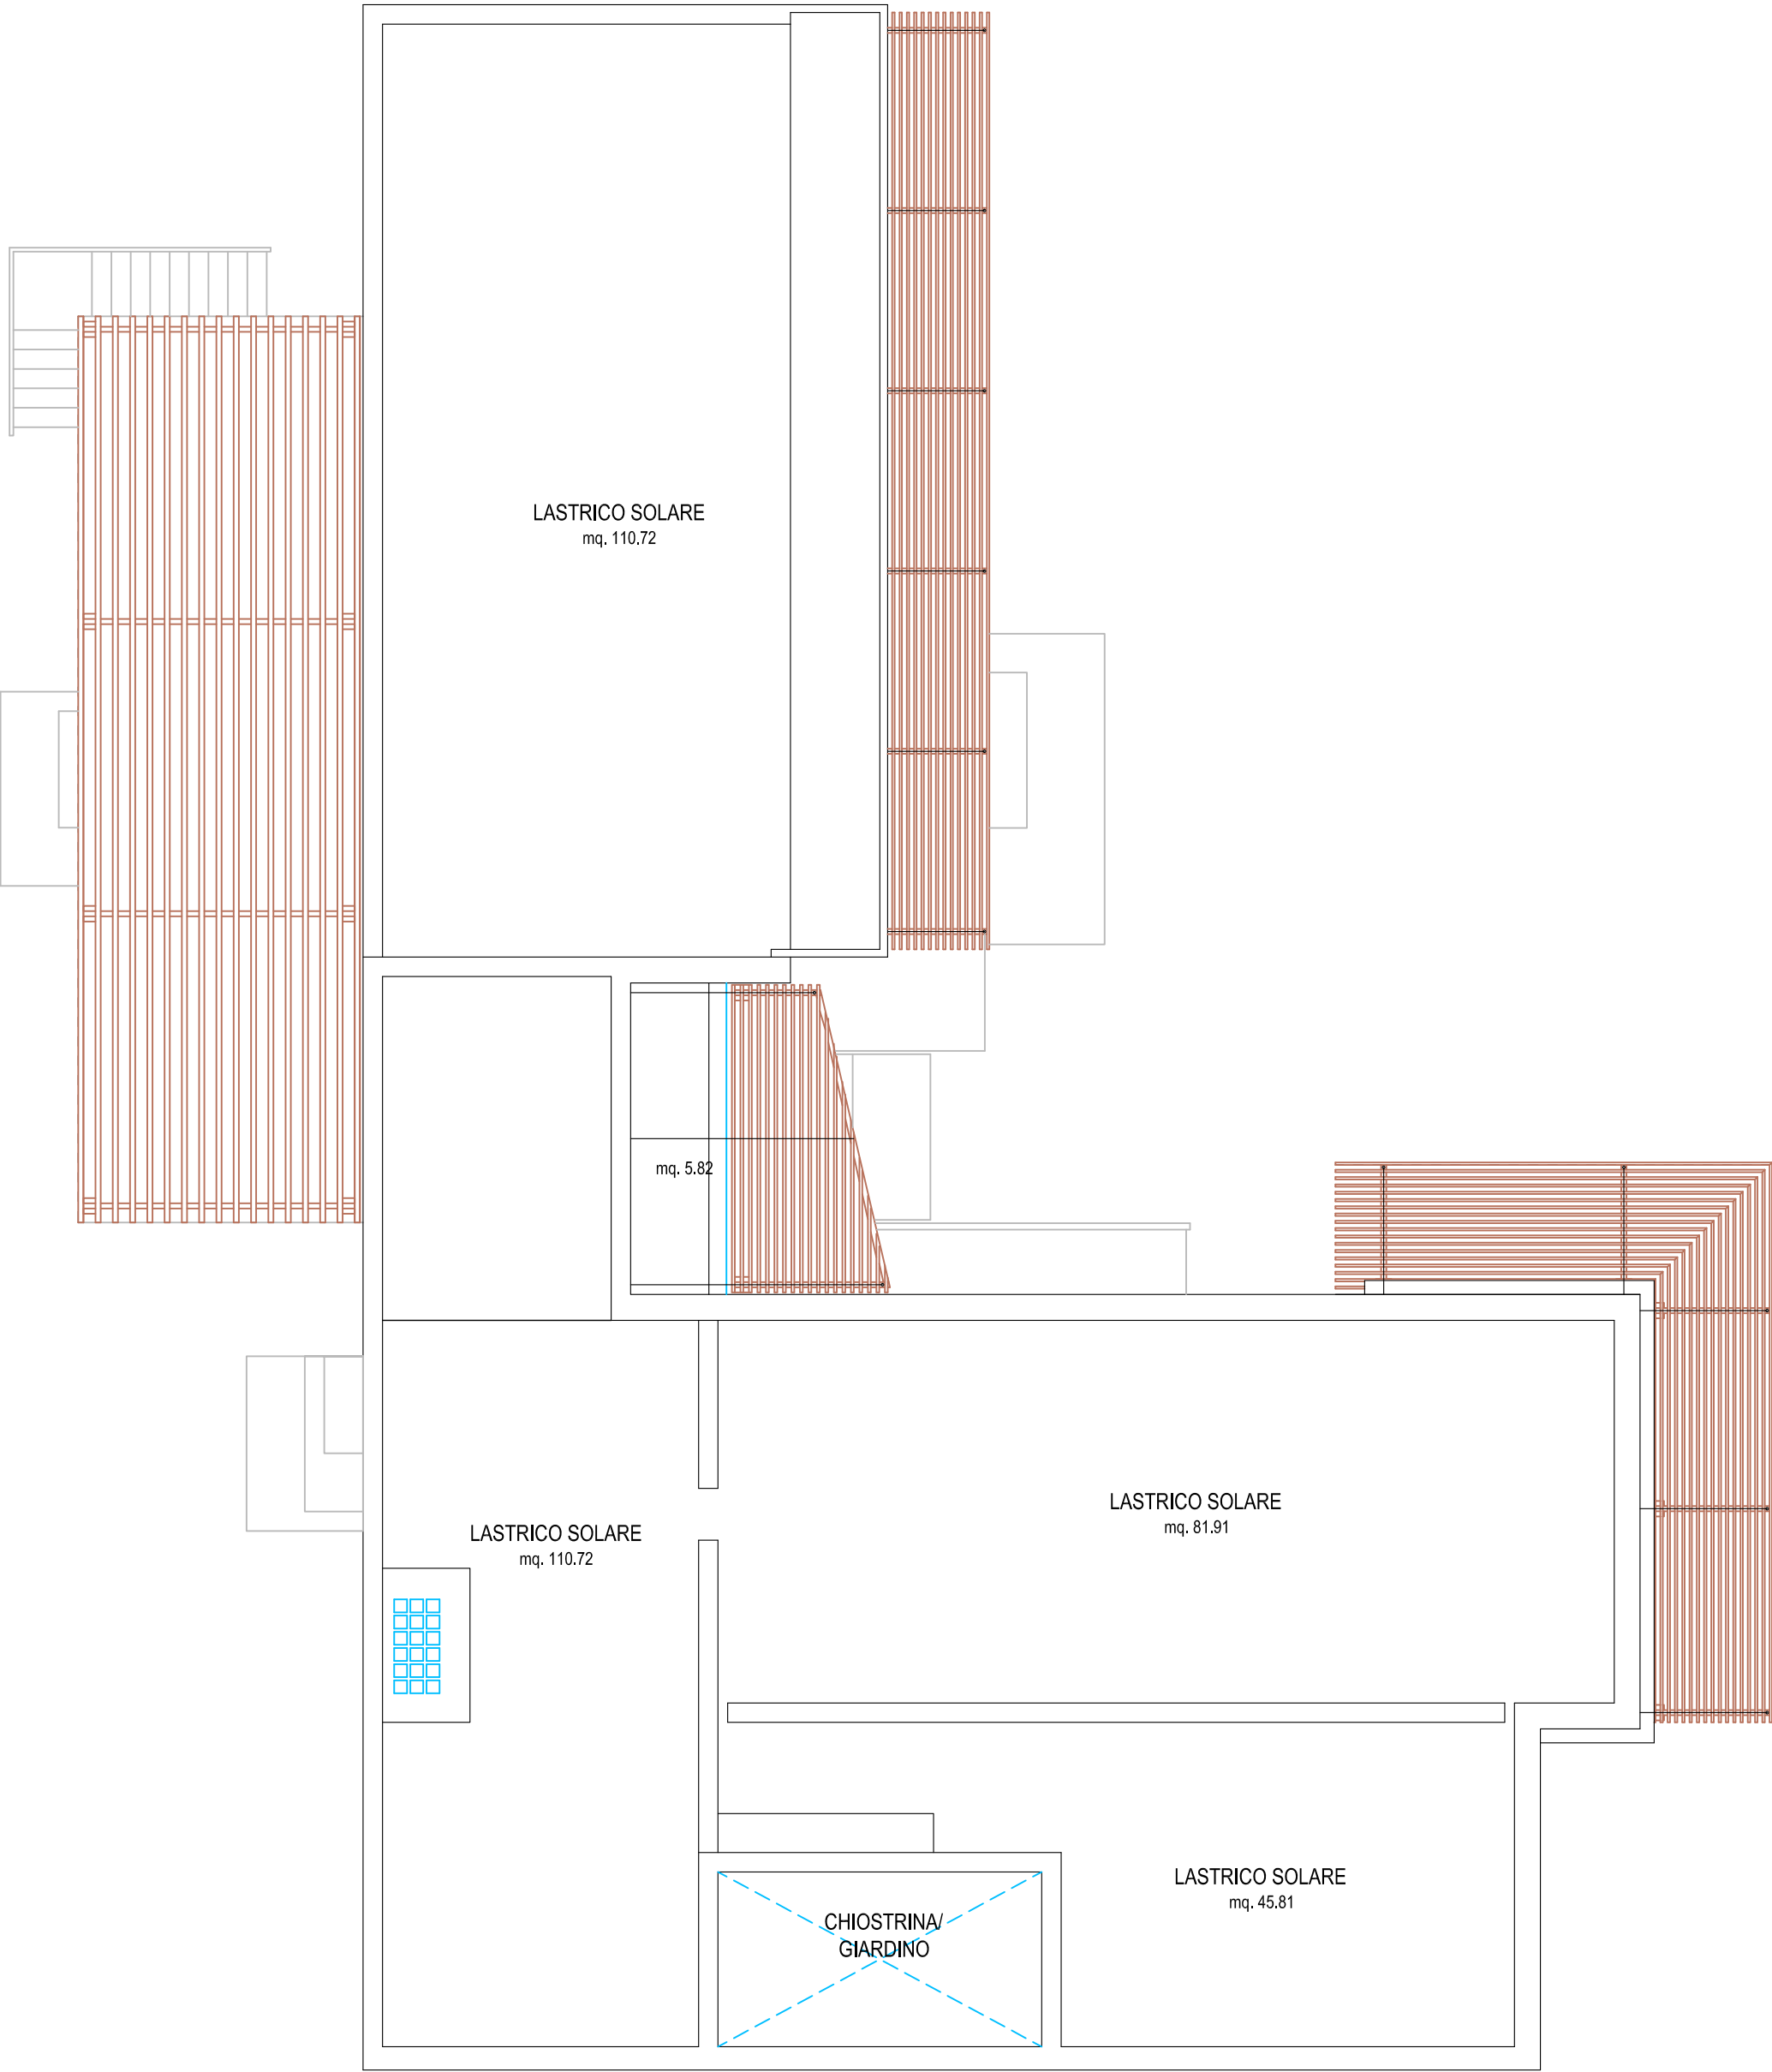 LASTRICO SOLARE
mq. 110.72
mq. 5.82
LASTRICO SOLARE
mq. 81.91
LASTRICO SOLARE
mq. 110.72
LASTRICO SOLARE
mq. 45.81
CHIOSTRINA/
GIARDINO